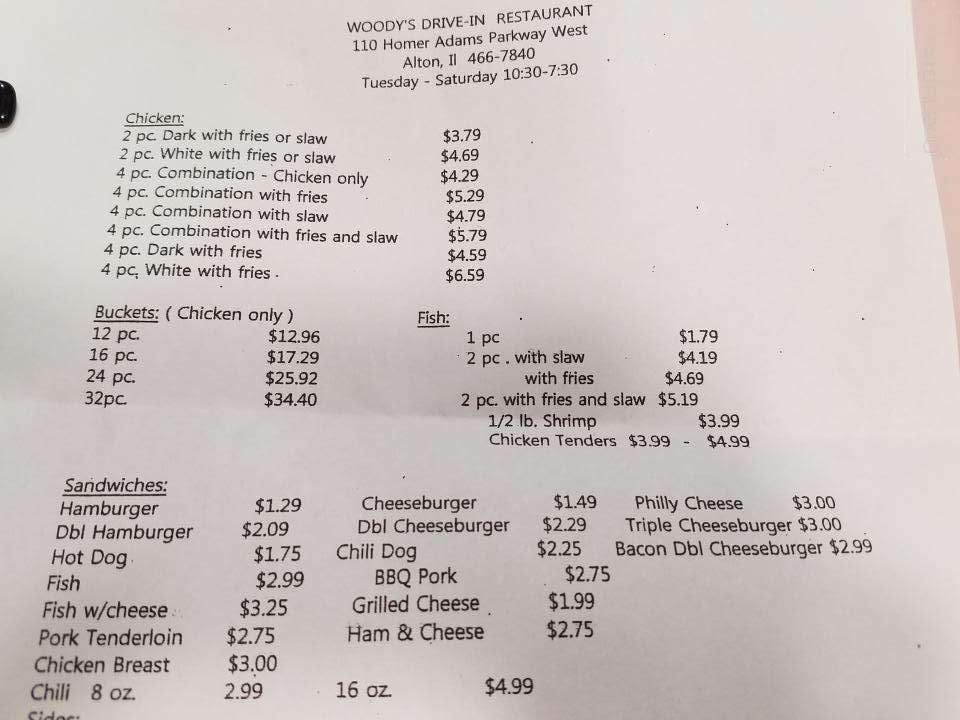 WOODY'S DRIVE-IN RESTAURANT
110 Homer Adams Parkway West
Alton, Il 466-7840
Tuesday - Saturday 10:30-7:30
Chicken:
2 pc. Dark with fries or slaw $3.79
2 pc. White with fries or slaw $4.69
4 pc. Combination - Chicken only $4.29
4 pc. Combination with fries $5.29
4 pc. Combination with slaw $4.79
4 pc. Combination with fries and slaw $5.79
4 pc. Dark with fries $4.59
4 pc. White with fries $6.59
Buckets: ( Chicken only )
12 pc. $12.96
16 pc. $17.29
24 pc. $25.92
32pc. $34.40
Fish:
1 pc $1.79
2 pc . with slaw $4.19
with fries $4.69
2 pc. with fries and slaw $5.19
1/2 lb. Shrimp $3.99
Chicken Tenders $3.99 - $4.99
Sandwiches:
Hamburger $1.29 Cheeseburger $1.49 Philly Cheese $3.00
Dbl Hamburger $2.09 Dbl Cheeseburger $2.29 Triple Cheeseburger $3.00
Hot Dog $1.75 Chili Dog $2.25 Bacon Dbl Cheeseburger $2.99
Fish $2.99 BBQ Pork $2.75
Fish w/cheese $3.25 Grilled Cheese $1.99
Pork Tenderloin $2.75 Ham & Cheese $2.75
Chicken Breast $3.00
Chili 8 oz. 2.99 16 oz. $4.99
Sides: